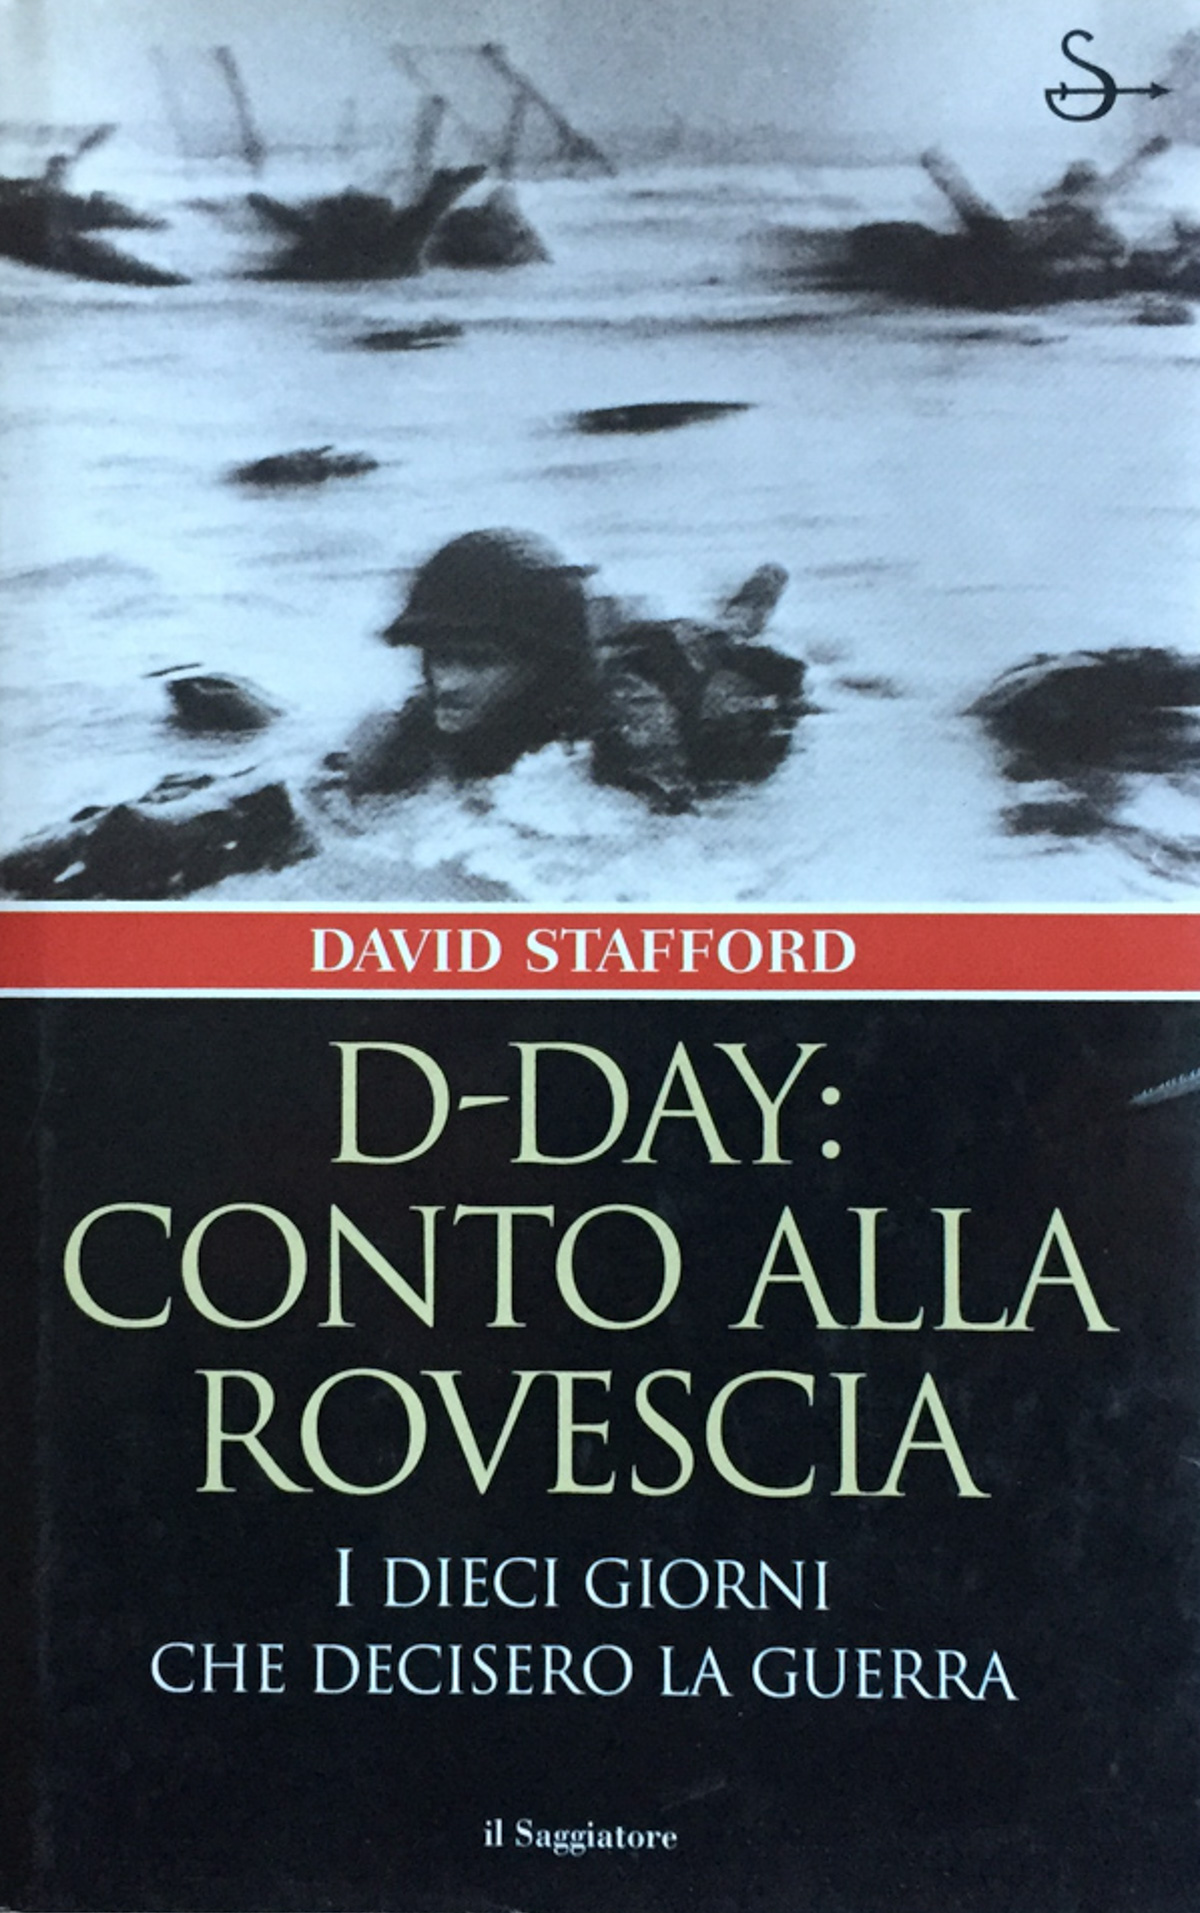 S
DAVID STAFFORD
D-DAY:
CONTO ALLA
ROVESCIA
I DIECI GIORNI
CHE DECISERO LA GUERRA
il Saggiatore